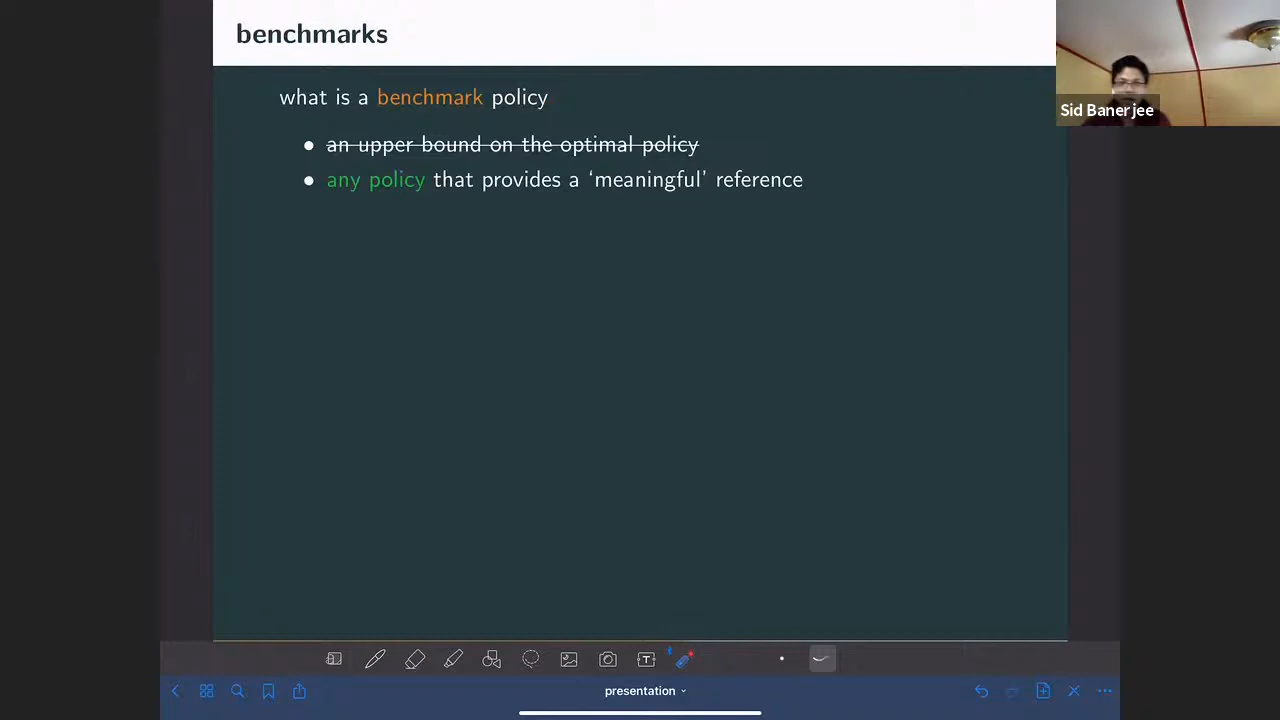 benchmarks
what is a benchmark policy
• an upper bound on the optimal policy
• any policy that provides a ‘meaningful’ reference
Sid Banerjee
T
presentation